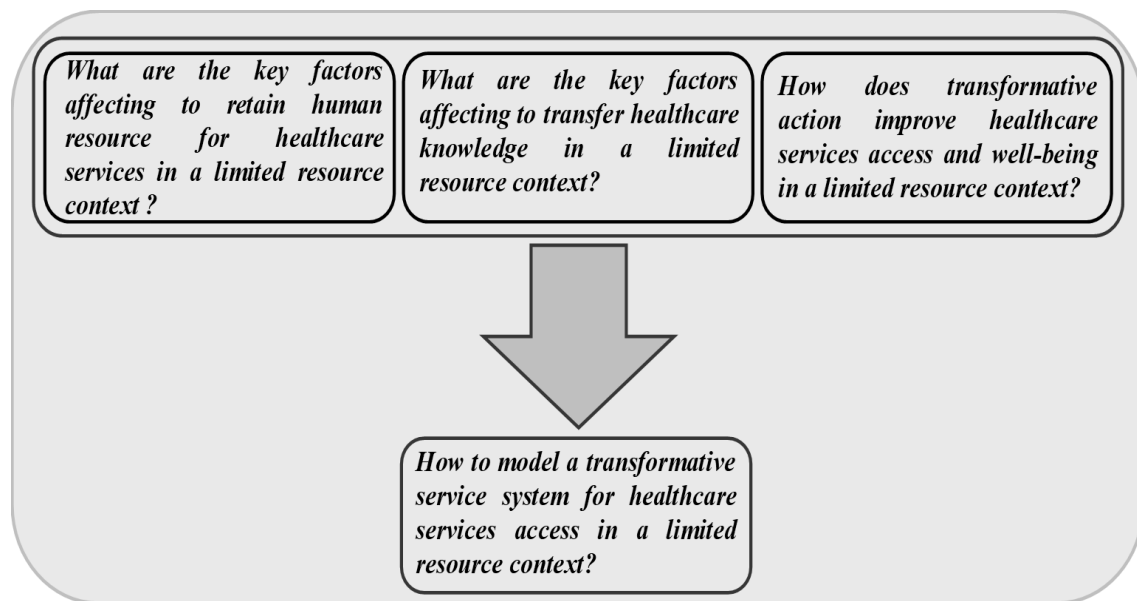 What are the key factors
affecting to retain human
resource for healthcare
services in a limited resource
context ?
What are the key factors
affecting to transfer healthcare
knowledge in a limited
resource context?
How does transformative
action improve healthcare
services access and well-being
in a limited resource context?
How to model a transformative
service system for healthcare
services access in a limited
resource context?